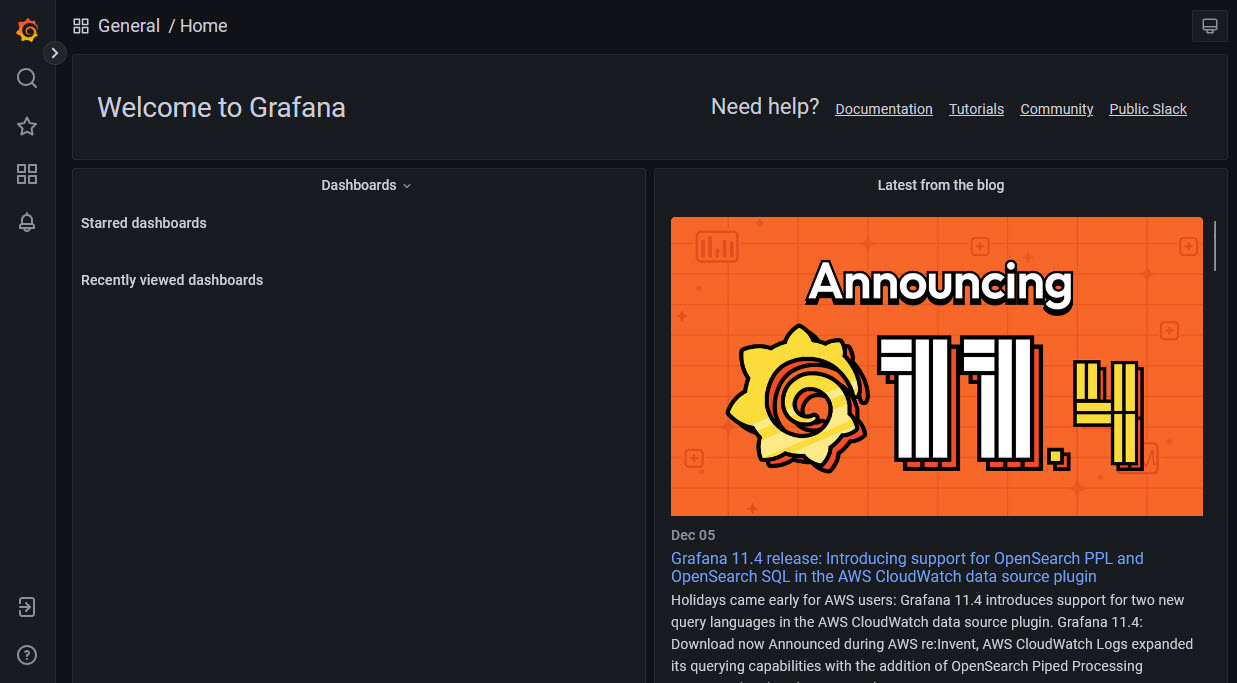 General / Home
Welcome to Grafana
Need help? Documentation Tutorials Community Public Slack
Dashboards
Starred dashboards
Recently viewed dashboards
Latest from the blog
Announcing
11.4
Dec 05
Grafana 11.4 release: Introducing support for OpenSearch PPL and
OpenSearch SQL in the AWS CloudWatch data source plugin
Holidays came early for AWS users: Grafana 11.4 introduces support for two new
query languages in the AWS CloudWatch data source plugin. Grafana 11.4:
Download now Announced during AWS re:Invent, AWS CloudWatch Logs expanded
its querying capabilities with the addition of OpenSearch Piped Processing